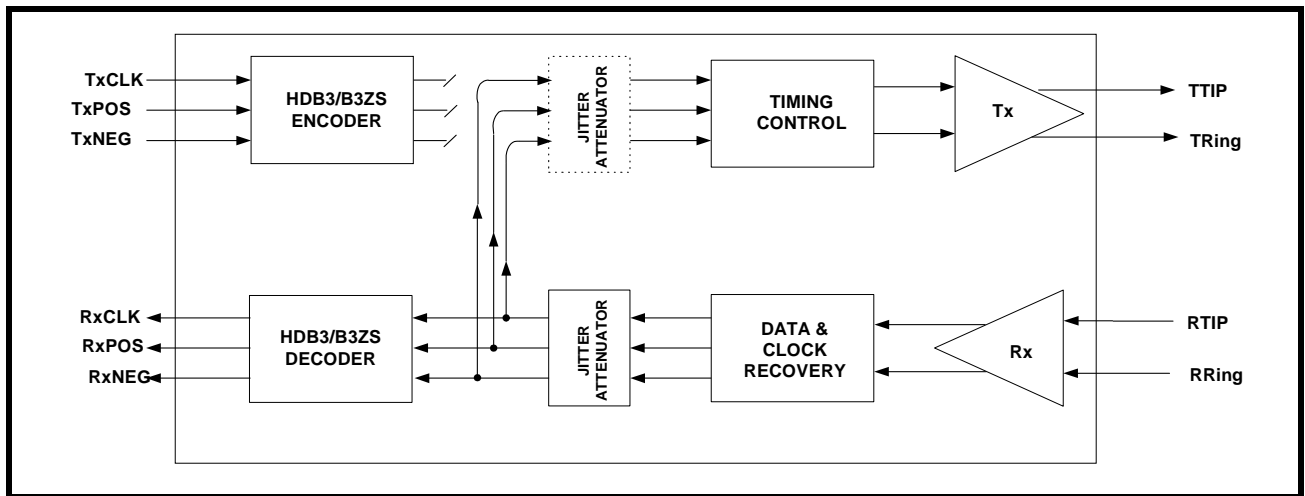 TxCLK
TxPOS
TxNEG
HDB3/B3ZS
ENCODER
JITTER
ATTENUATOR
TIMING
CONTROL
Tx
TTIP
TRing
RxCLK
RxPOS
RxNEG
HDB3/B3ZS
DECODER
JITTER
ATTENUATOR
DATA &
CLOCK
RECOVERY
Rx
RTIP
RRing